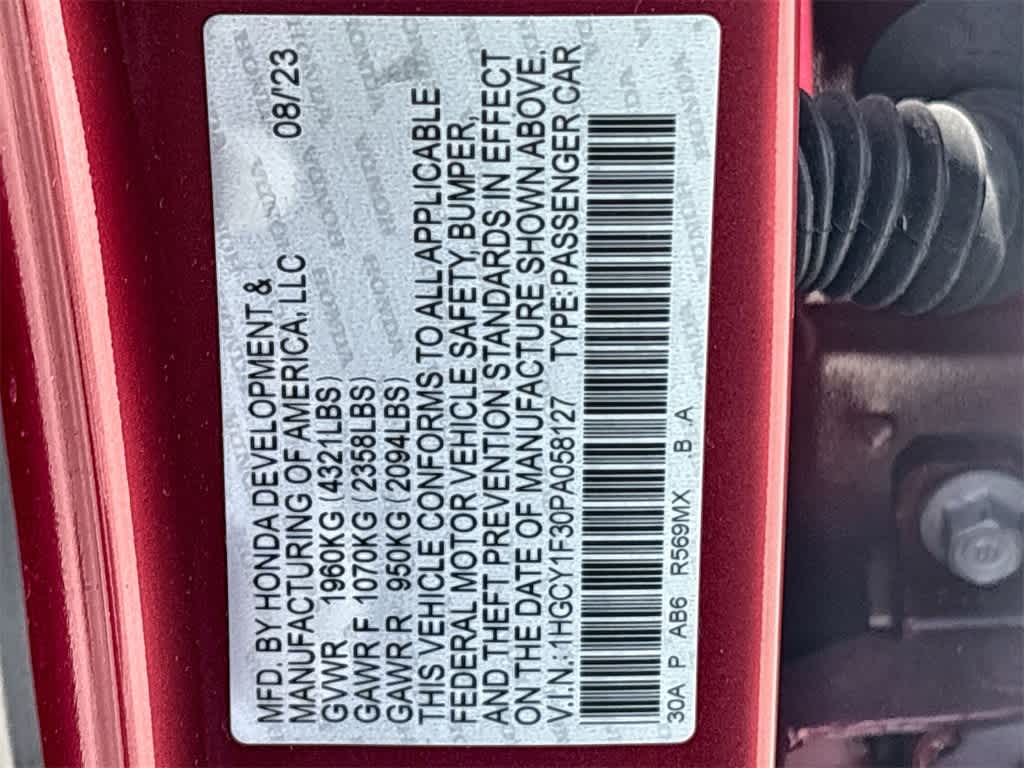 MFD. BY HONDA DEVELOPMENT &
MANUFACTURING OF AMERICA, LLC 08/23
GVWR 1960KG (4321LBS)
GAWR F 1070KG (2358LBS)
GAWR R 950KG (2094LBS)
THIS VEHICLE CONFORMS TO ALL APPLICABLE
FEDERAL MOTOR VEHICLE SAFETY, BUMPER,
AND THEFT PREVENTION STANDARDS IN EFFECT
ON THE DATE OF MANUFACTURE SHOWN ABOVE.
V.I.N.: 1HGCY1F30PA058127 TYPE:PASSENGER CAR
30A P AB6 R569MX .B A